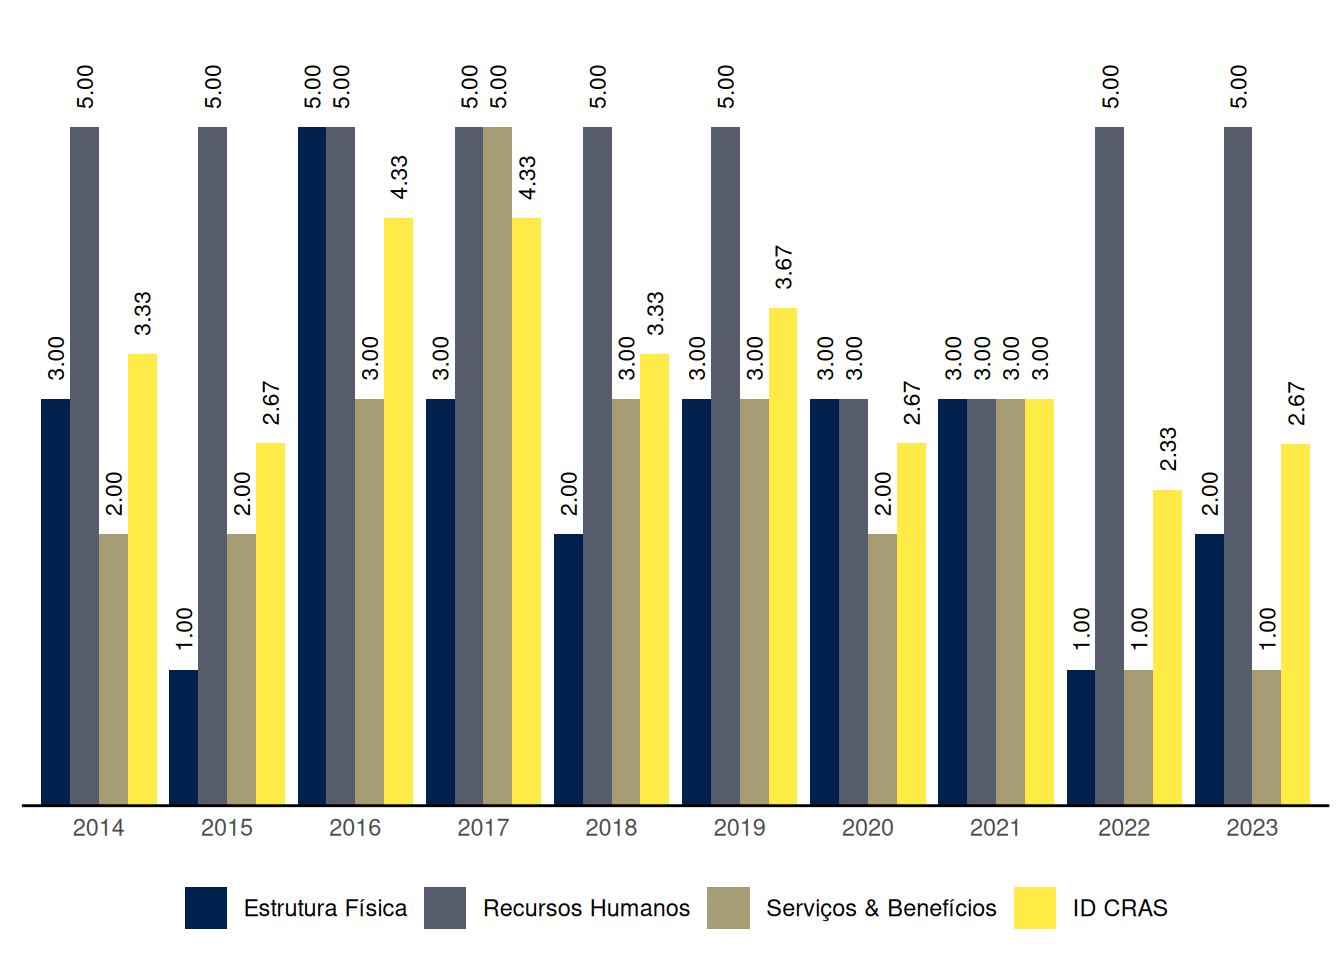 5.00 5.00 5.00 5.00 5.00 5.00 5.00 5.00 5.00 5.00
4.33 4.33
3.33 3.33 3.67
3.00 3.00 3.00 3.00 3.00 3.00 3.00 3.00 3.00 3.00 3.00 3.00
2.67 2.67 2.67
2.33
2.00 2.00 2.00 2.00 2.00
1.00 1.00 1.00 1.00
2014 2015 2016 2017 2018 2019 2020 2021 2022 2023
Estrutura Física Recursos Humanos Serviços & Benefícios ID CRAS